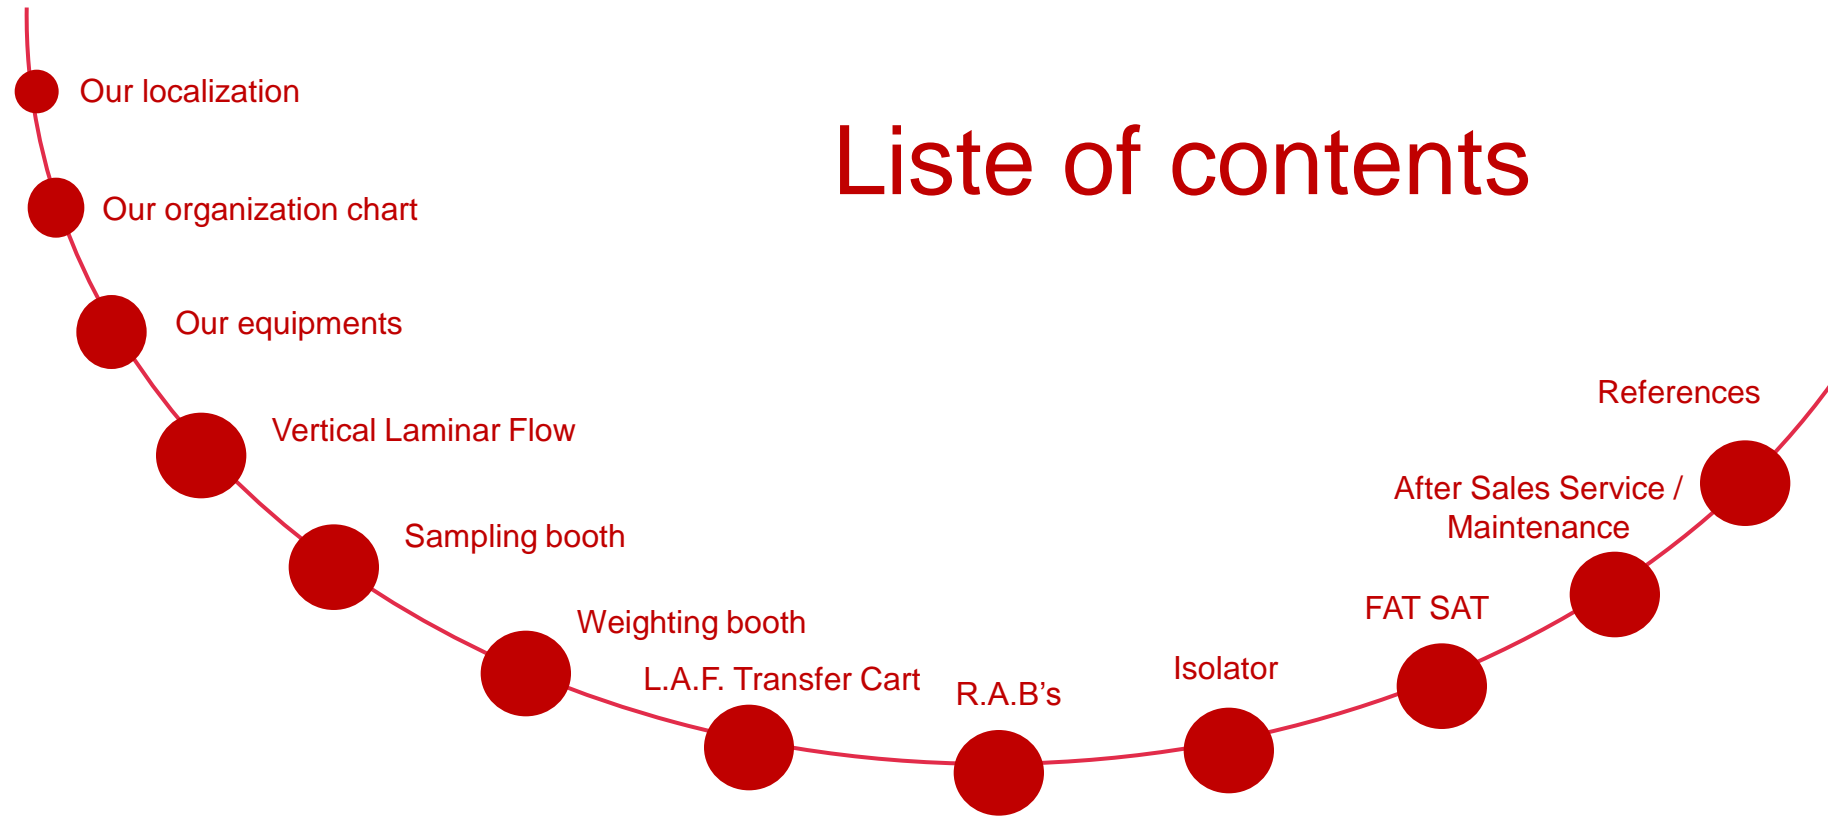 Liste of contents
Our localization
Our organization chart
Our equipments
Vertical Laminar Flow
Sampling booth
Weighting booth
L.A.F. Transfer Cart
R.A.B’s
Isolator
FAT SAT
After Sales Service /
Maintenance
References